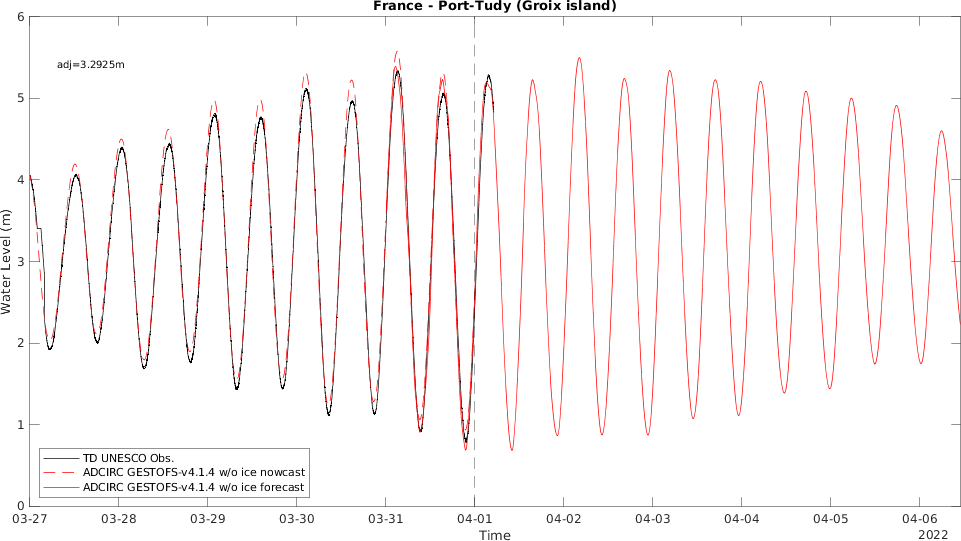 France - Port-Tudy (Groix island)
6
adj=3.2925m
5
4
3
2
1
0
Water Level (m)
TD UNESCO Obs.
ADCIRC GESTOFS-v4.1.4 w/o ice nowcast
ADCIRC GESTOFS-v4.1.4 w/o ice forecast
03-27 03-28 03-29 03-30 03-31 04-01 04-02 04-03 04-04 04-05 04-06
Time 2022